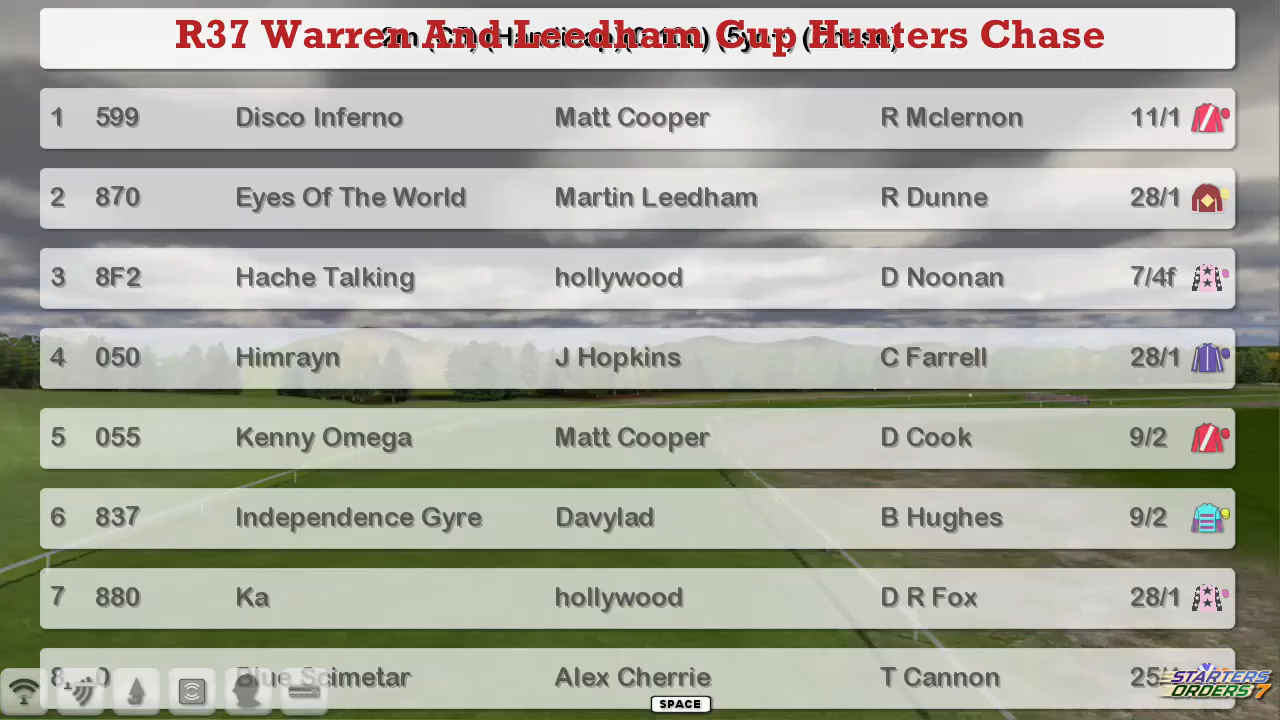 R37 Warren And Leedham Cup Hunters Chase
1 599 Disco Inferno Matt Cooper R Mclernon 11/1
2 870 Eyes Of The World Martin Leedham R Dunne 28/1
3 8F2 Hache Talking hollywood D Noonan 7/4f
4 050 Himrayn J Hopkins C Farrell 28/1
5 055 Kenny Omega Matt Cooper D Cook 9/2
6 837 Independence Gyre Davylad B Hughes 9/2
7 880 Ka hollywood D R Fox 28/1
8 0 Blue Scimetar Alex Cherrie T Cannon
STARTERS ORDERS 7
SPACE